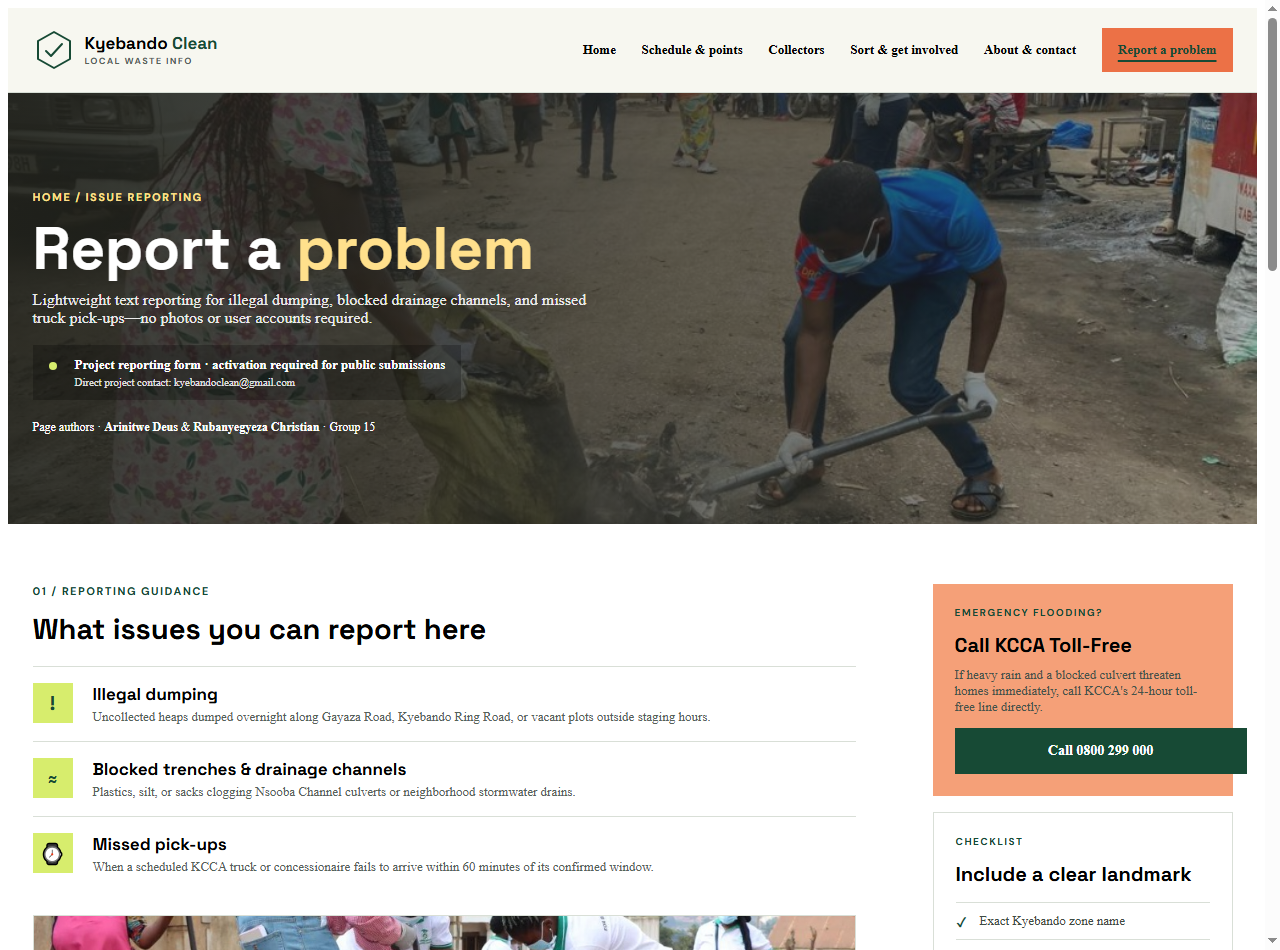 Kyebando Clean
LOCAL WASTE INFO
Home
Schedule & points
Collectors
Sort & get involved
About & contact
Report a problem
HOME / ISSUE REPORTING
Report a problem
Lightweight text reporting for illegal dumping, blocked drainage channels, and missed
truck pick-ups—no photos or user accounts required.
Project reporting form · activation required for public submissions
Direct project contact: kyebandoclean@gmail.com
Page authors · Arinitwe Deus & Rubanyegyeza Christian · Group 15
01 / REPORTING GUIDANCE
What issues you can report here
!
Illegal dumping
Uncollected heaps dumped overnight along Gayaza Road, Kyebando Ring Road, or vacant plots outside staging hours.
≈
Blocked trenches & drainage channels
Plastics, silt, or sacks clogging Nsooba Channel culverts or neighborhood stormwater drains.
Missed pick-ups
When a scheduled KCCA truck or concessionaire fails to arrive within 60 minutes of its confirmed window.
EMERGENCY FLOODING?
Call KCCA Toll-Free
If heavy rain and a blocked culvert threaten
homes immediately, call KCCA's 24-hour toll-
free line directly.
Call 0800 299 000
CHECKLIST
Include a clear landmark
✓ Exact Kyebando zone name